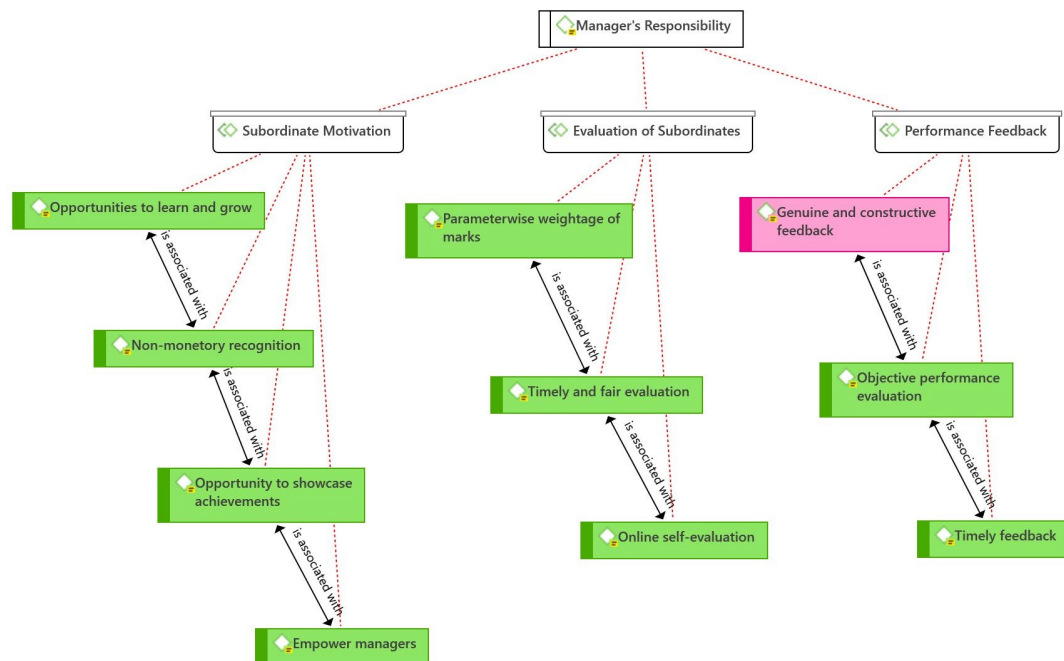 Manager's Responsibility
Subordinate Motivation
Evaluation of Subordinates
Performance Feedback
Opportunities to learn and grow
Parameterwise weightage of
marks
Genuine and constructive
feedback
is associated with
is associated with
is associated with
Non-monetory recognition
Timely and fair evaluation
Objective performance
evaluation
is associated with
is associated with
is associated with
Opportunity to showcase
achievements
Online self-evaluation
Timely feedback
is associated with
Empower managers